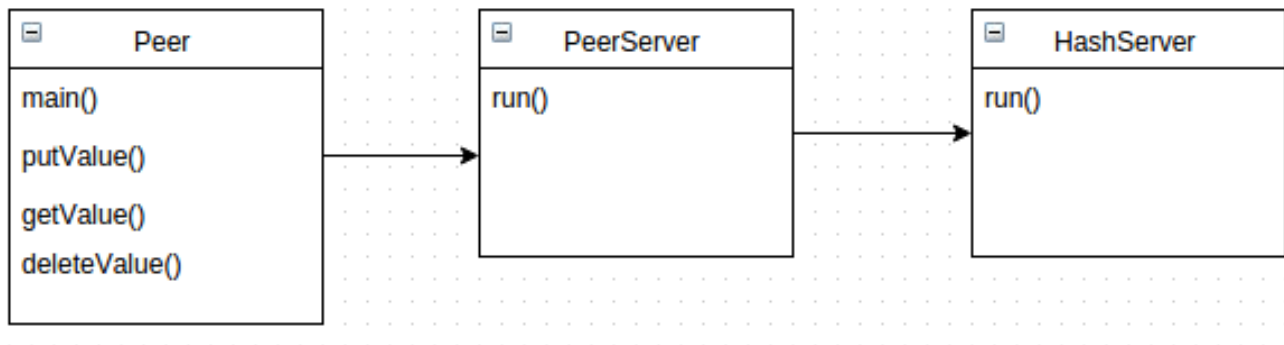 Peer
main()
putValue()
getValue()
deleteValue()
PeerServer
run()
HashServer
run()